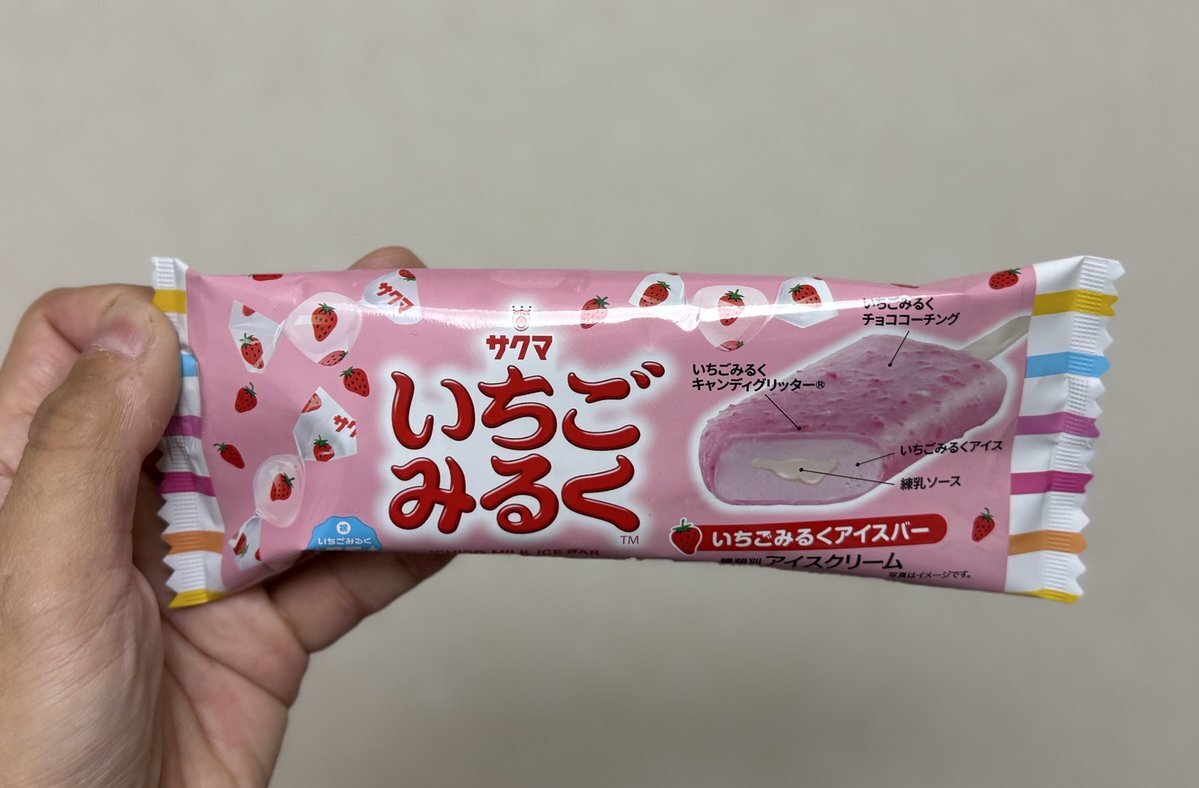 サクマ
サクマ
いちご
みるく
TM
ICHIGO MILK ICE BAR
いちごみるく
チョココーチング
いちごみるく
キャンディグリッター®
いちごみるくアイス
練乳ソース
いちごみるくアイスバー
種類別 アイスクリーム
写真はイメージです。